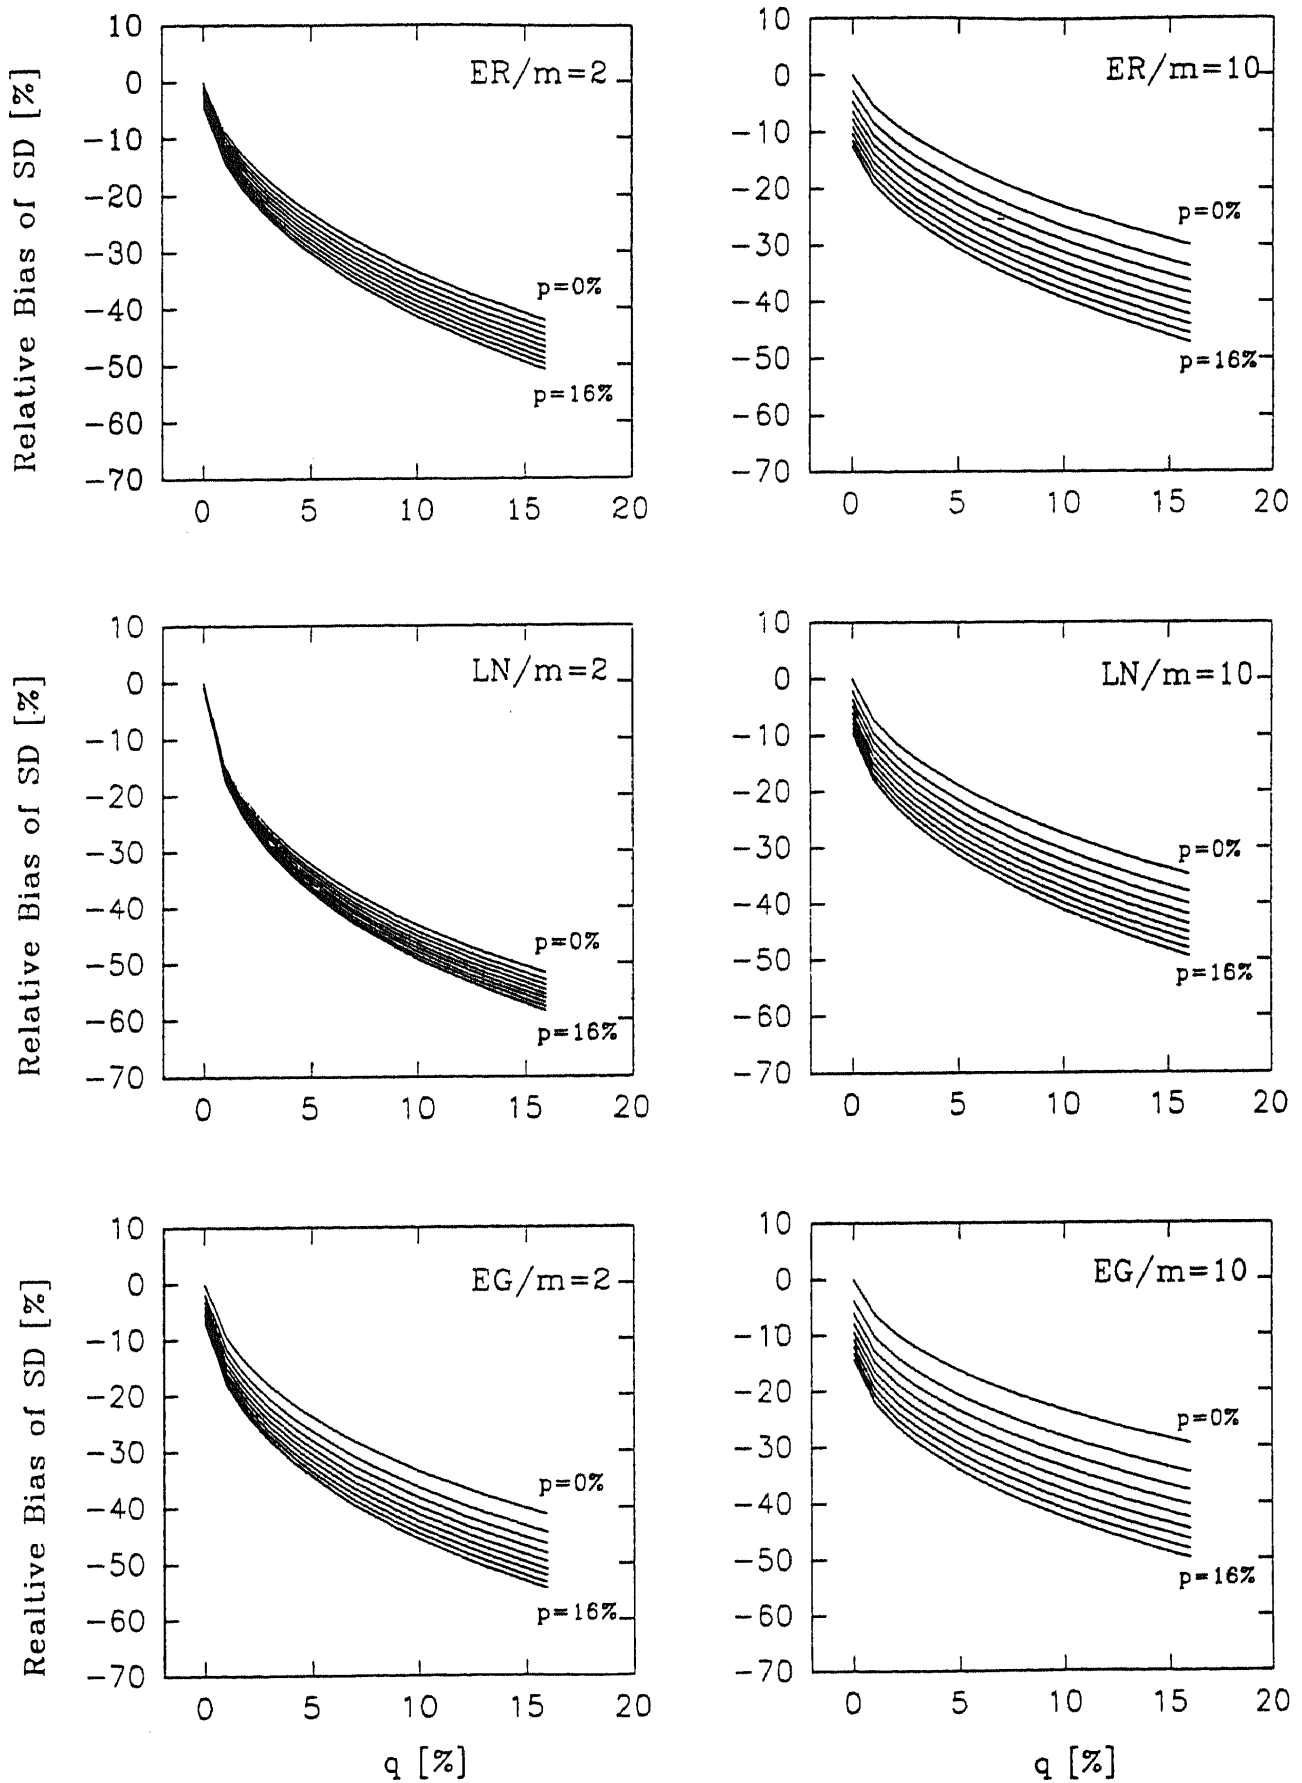 Relative Bias of SD [%]
10
0
-10
-20
-30
-40
-50
-60
-70
ER/m=2
p=0%
p=16%
0 5 10 15 20
10
0
-10
-20
-30
-40
-50
-60
-70
ER/m=10
p=0%
p=16%
0 5 10 15 20
Relative Bias of SD [%]
10
0
-10
-20
-30
-40
-50
-60
-70
LN/m=2
p=0%
p=16%
0 5 10 15 20
10
0
-10
-20
-30
-40
-50
-60
-70
LN/m=10
p=0%
p=16%
0 5 10 15 20
Realtive Bias of SD [%]
10
0
-10
-20
-30
-40
-50
-60
-70
EG/m=2
p=0%
p=16%
0 5 10 15 20
q [%]
10
0
-10
-20
-30
-40
-50
-60
-70
EG/m=10
p=0%
p=16%
0 5 10 15 20
q [%]